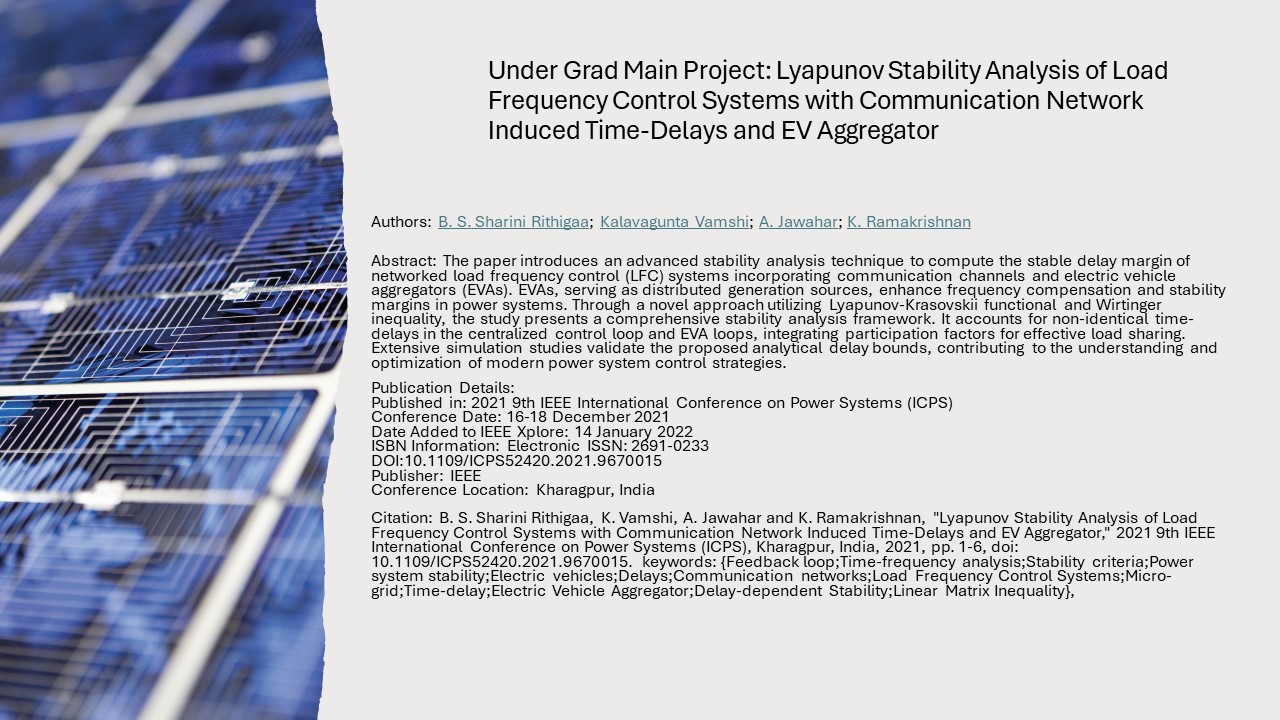 Under Grad Main Project: Lyapunov Stability Analysis of Load
Frequency Control Systems with Communication Network
Induced Time-Delays and EV Aggregator
Authors: B. S. Sharini Rithigaa; Kalavagunta Vamshi; A. Jawahar; K. Ramakrishnan
Abstract: The paper introduces an advanced stability analysis technique to compute the stable delay margin of
networked load frequency control (LFC) systems incorporating communication channels and electric vehicle
aggregators (EVAs). EVAs, serving as distributed generation sources, enhance frequency compensation and stability
margins in power systems. Through a novel approach utilizing Lyapunov-Krasovskii functional and Wirtinger
inequality, the study presents a comprehensive stability analysis framework. It accounts for non-identical time-
delays in the centralized control loop and EVA loops, integrating participation factors for effective load sharing.
Extensive simulation studies validate the proposed analytical delay bounds, contributing to the understanding and
optimization of modern power system control strategies.
Publication Details:
Published in: 2021 9th IEEE International Conference on Power Systems (ICPS)
Conference Date: 16-18 December 2021
Date Added to IEEE Xplore: 14 January 2022
ISBN Information: Electronic ISSN: 2691-0233
DOI:10.1109/ICPS52420.2021.9670015
Publisher: IEEE
Conference Location: Kharagpur, India
Citation: B. S. Sharini Rithigaa, K. Vamshi, A. Jawahar and K. Ramakrishnan, "Lyapunov Stability Analysis of Load
Frequency Control Systems with Communication Network Induced Time-Delays and EV Aggregator," 2021 9th IEEE
International Conference on Power Systems (ICPS), Kharagpur, India, 2021, pp. 1-6, doi:
10.1109/ICPS52420.2021.9670015. keywords: {Feedback loop;Time-frequency analysis;Stability criteria;Power
system stability;Electric vehicles;Delays;Communication networks;Load Frequency Control Systems;Micro-
grid;Time-delay;Electric Vehicle Aggregator;Delay-dependent Stability;Linear Matrix Inequality},